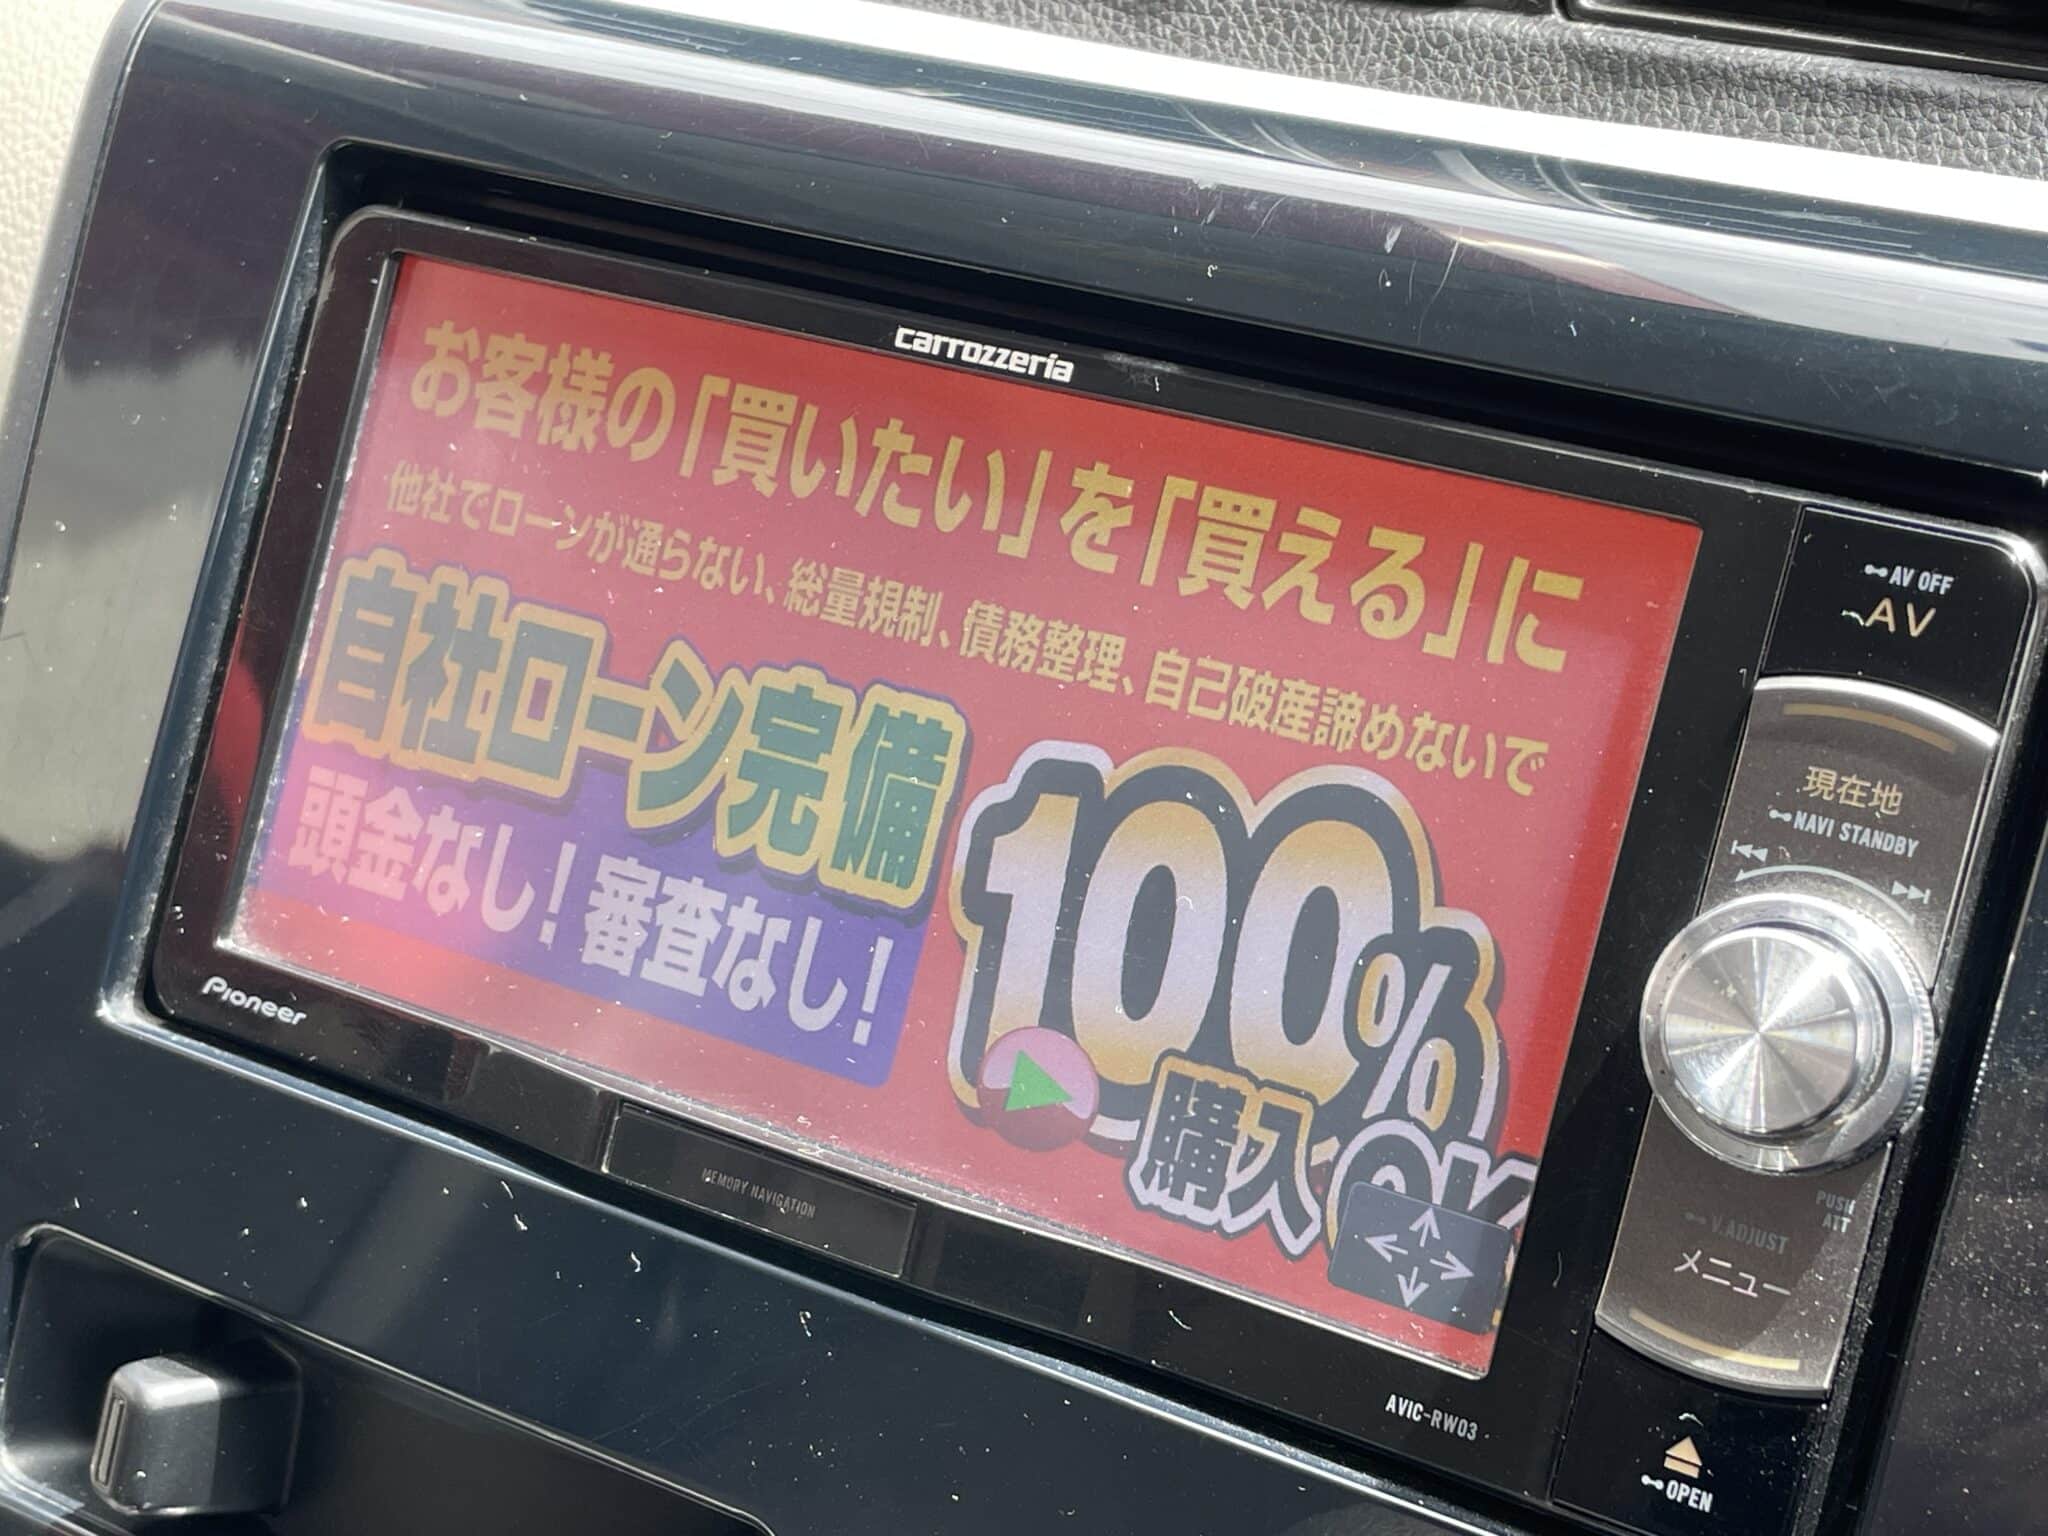 carrozzeria
お客様の「買いたい」を「買える」に
他社でローンが通らない、総量規制、債務整理、自己破産諦めないで
自社ローン完備
頭金なし!審査なし!
100%
購入OK
Pioneer
MEMORY NAVIGATION
AVIC-RW03
AV OFF
AV
現在地
NAVI STANDBY
PUSH
ATT
V.ADJUST
メニュー
OPEN